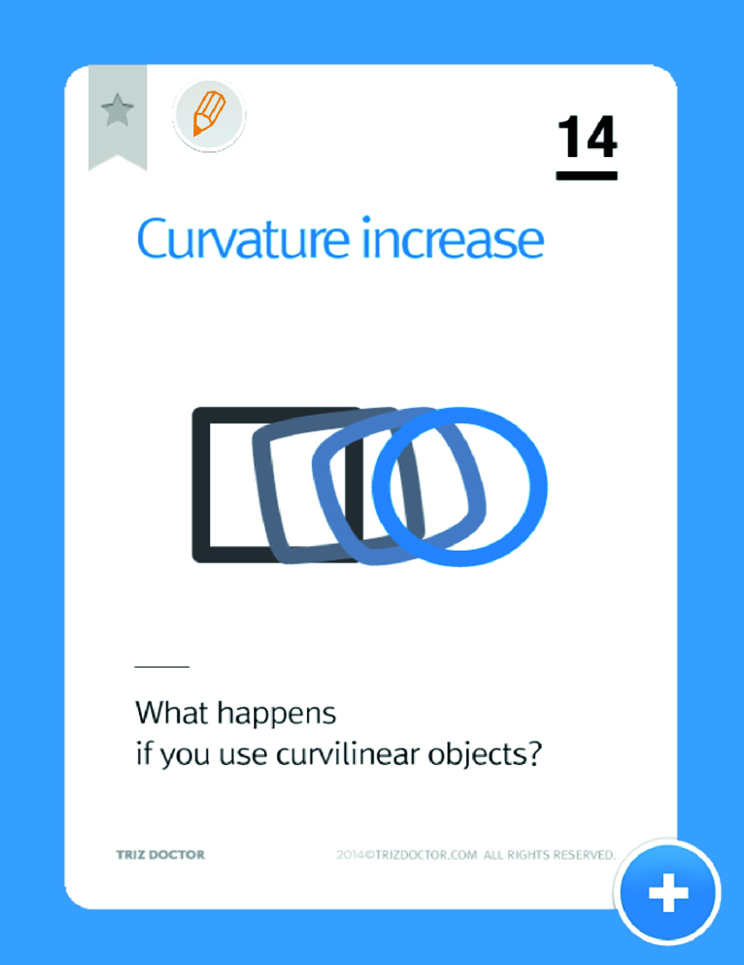 14
Curvature increase
What happens
if you use curvilinear objects?
TRIZ DOCTOR
2014©TRIZDOCTOR.COM ALL RIGHTS RESERVED.